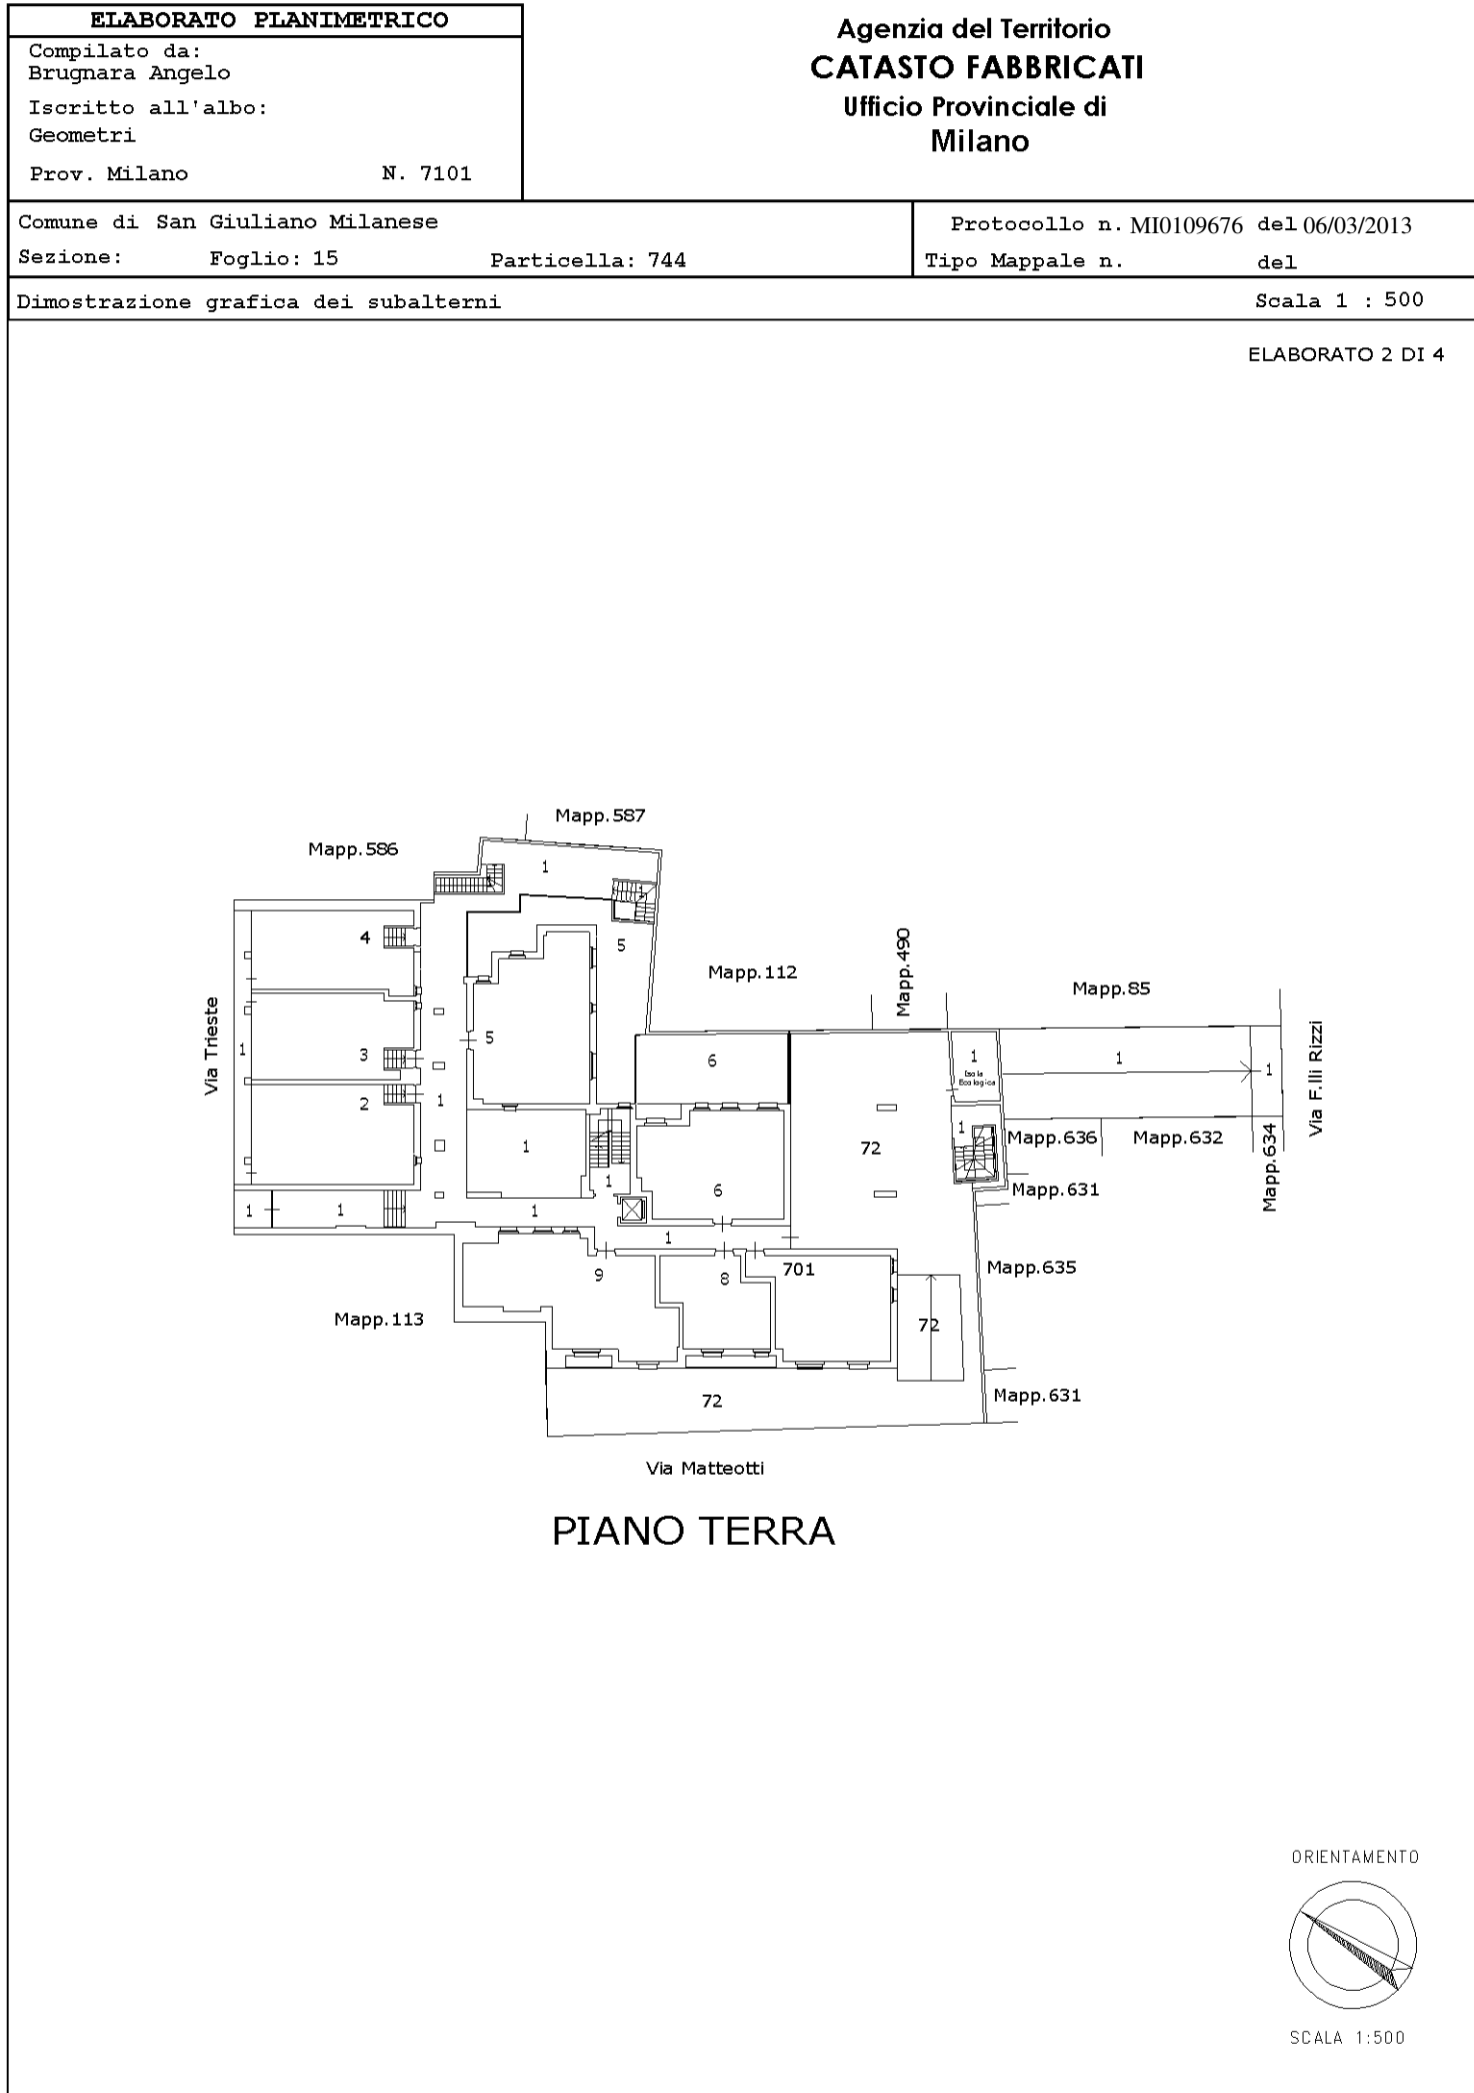 ELABORATO PLANIMETRICO
Compilato da:
Brugnara Angelo
Iscritto all'albo:
Geometri
Prov. Milano N. 7101
Agenzia del Territorio
CATASTO FABBRICATI
Ufficio Provinciale di
Milano
Comune di San Giuliano Milanese
Sezione: Foglio: 15 Particella: 744
Protocollo n. MI0109676 del 06/03/2013
Tipo Mappale n. del
Dimostrazione grafica dei subalterni
Scala 1 : 500
ELABORATO 2 DI 4
Mapp.587
Mapp.586
1
1
1
4
5
Mapp.112
Mapp.490
Mapp.85
Via Trieste
Via F.lli Rizzi
1
3
5
6
1
Isola
Ecologica
1
1
2
1
1
72
1
Mapp.636
Mapp.632
Mapp.634
1
6
Mapp.631
1
1
1
1
9
8
701
Mapp.635
Mapp.113
72
72
Mapp.631
Via Matteotti
PIANO TERRA
ORIENTAMENTO
SCALA 1:500